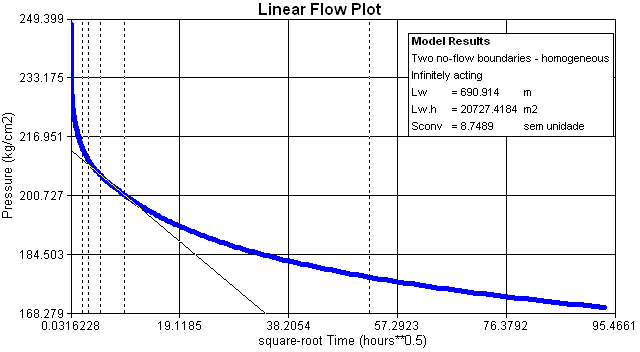 Linear Flow Plot
249.399
233.175
216.951
200.727
184.503
168.279
Pressure (kg/cm2)
Model Results
Two no-flow boundaries - homogeneous
Infinitely acting
Lw = 690.914 m
Lw.h = 20727.4184 m2
Sconv = 8.7489 sem unidade
0.0316228 19.1185 38.2054 57.2923 76.3792 95.4661
square-root Time (hours**0.5)